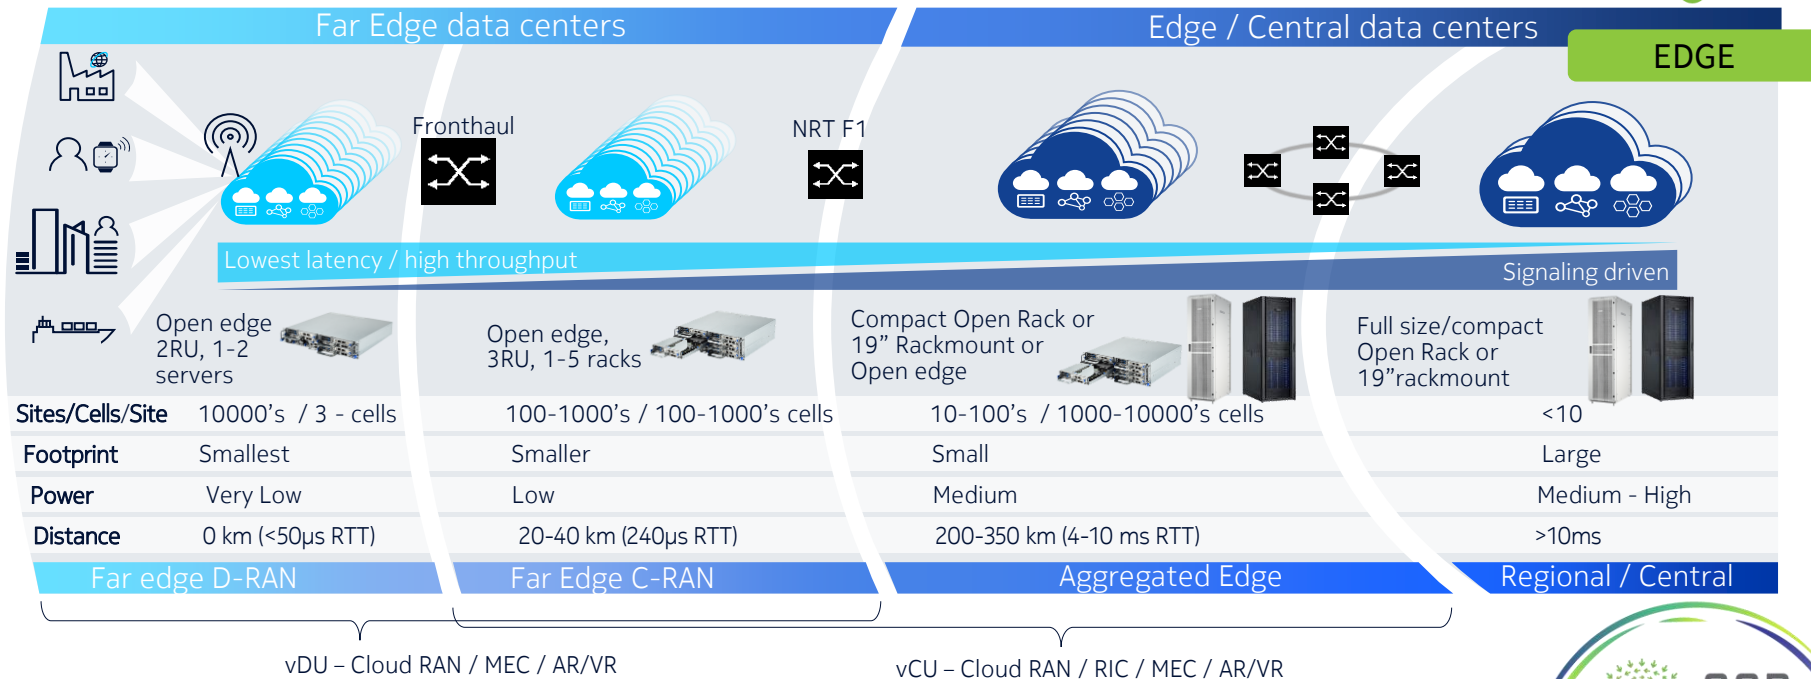 Far Edge data centers
Edge / Central data centers
EDGE
Fronthaul
NRT F1
Lowest latency / high throughput
Signaling driven
Open edge
2RU, 1-2
servers
Open edge,
3RU, 1-5 racks
Compact Open Rack or
19” Rackmount or
Open edge
Full size/compact
Open Rack or
19”rackmount
Sites/Cells/Site 10000’s / 3 - cells 100-1000’s / 100-1000’s cells 10-100’s / 1000-10000’s cells <10
Footprint Smallest Smaller Small Large
Power Very Low Low Medium Medium - High
Distance 0 km (<50µs RTT) 20-40 km (240µs RTT) 200-350 km (4-10 ms RTT) >10ms
Far edge D-RAN Far Edge C-RAN Aggregated Edge Regional / Central
vDU – Cloud RAN / MEC / AR/VR
vCU – Cloud RAN / RIC / MEC / AR/VR